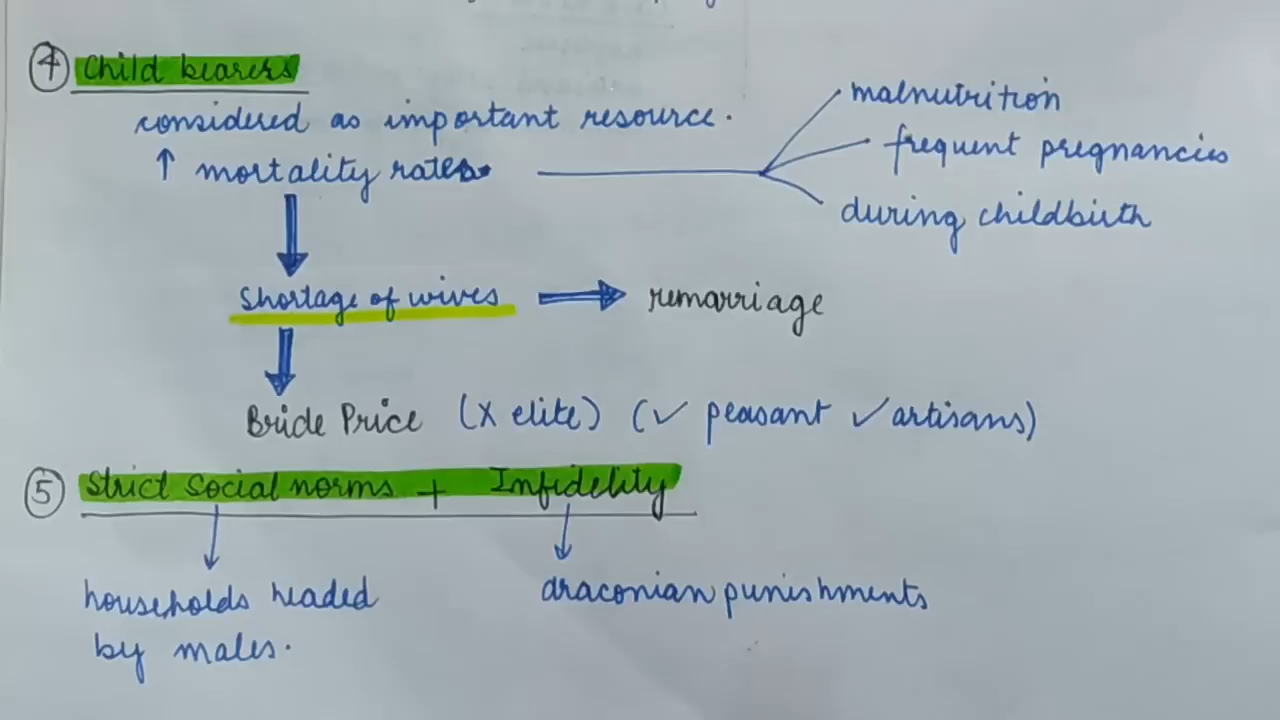 ④ Child bearers
considered as important resource.
↑ mortality rates
malnutrition
frequent pregnancies
during childbirth
Shortage of wives → remarriage
Bride Price (X elite) (✓ peasant ✓ artisans)
⑤ Strict Social norms + Infidelity
households headed
by males.
draconian punishments